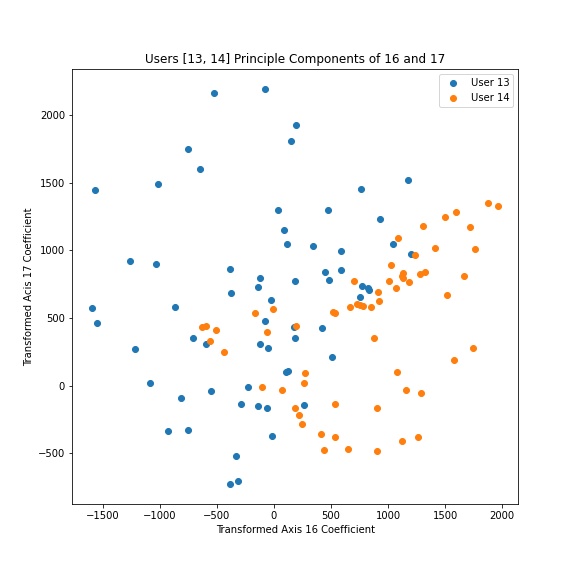 Users [13, 14] Principle Components of 16 and 17
User 13
User 14
Transformed Acis 17 Coefficient
2000
1500
1000
500
0
−500
−1500
−1000
−500
0
500
1000
1500
2000
Transformed Axis 16 Coefficient